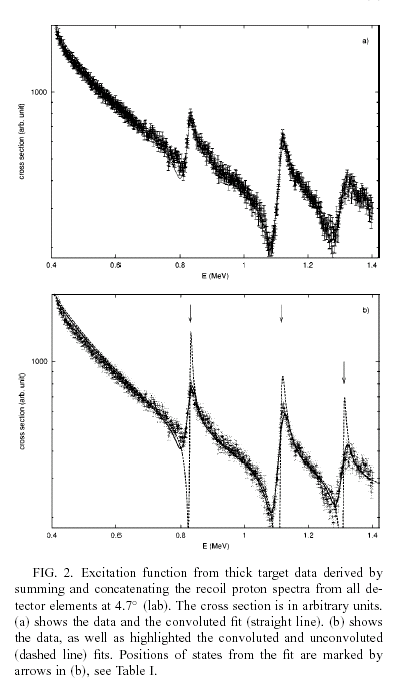 a)
1000
cross section (arb. unit)
0.4 0.6 0.8 1 1.2 1.4
E (MeV)
b)
1000
cross section (arb. unit)
0.4 0.6 0.8 1 1.2 1.4
E (MeV)
FIG. 2. Excitation function from thick target data derived by
summing and concatenating the recoil proton spectra from all de-
tector elements at 4.7° (lab). The cross section is in arbitrary units.
(a) shows the data and the convoluted fit (straight line). (b) shows
the data, as well as highlighted the convoluted and unconvoluted
(dashed line) fits. Positions of states from the fit are marked by
arrows in (b), see Table I.